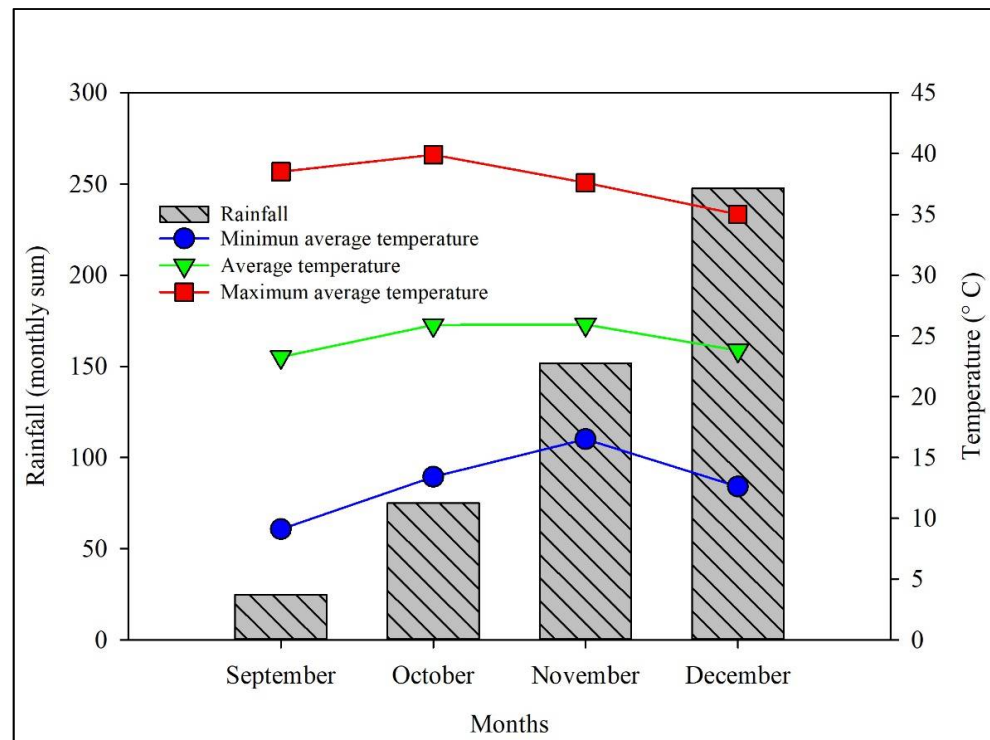 300
250
200
150
100
50
0
Rainfall (monthly sum)
Rainfall
Minimun average temperature
Average temperature
Maximum average temperature
45
40
35
30
25
20
15
10
5
0
Temperature (° C)
September October November December
Months